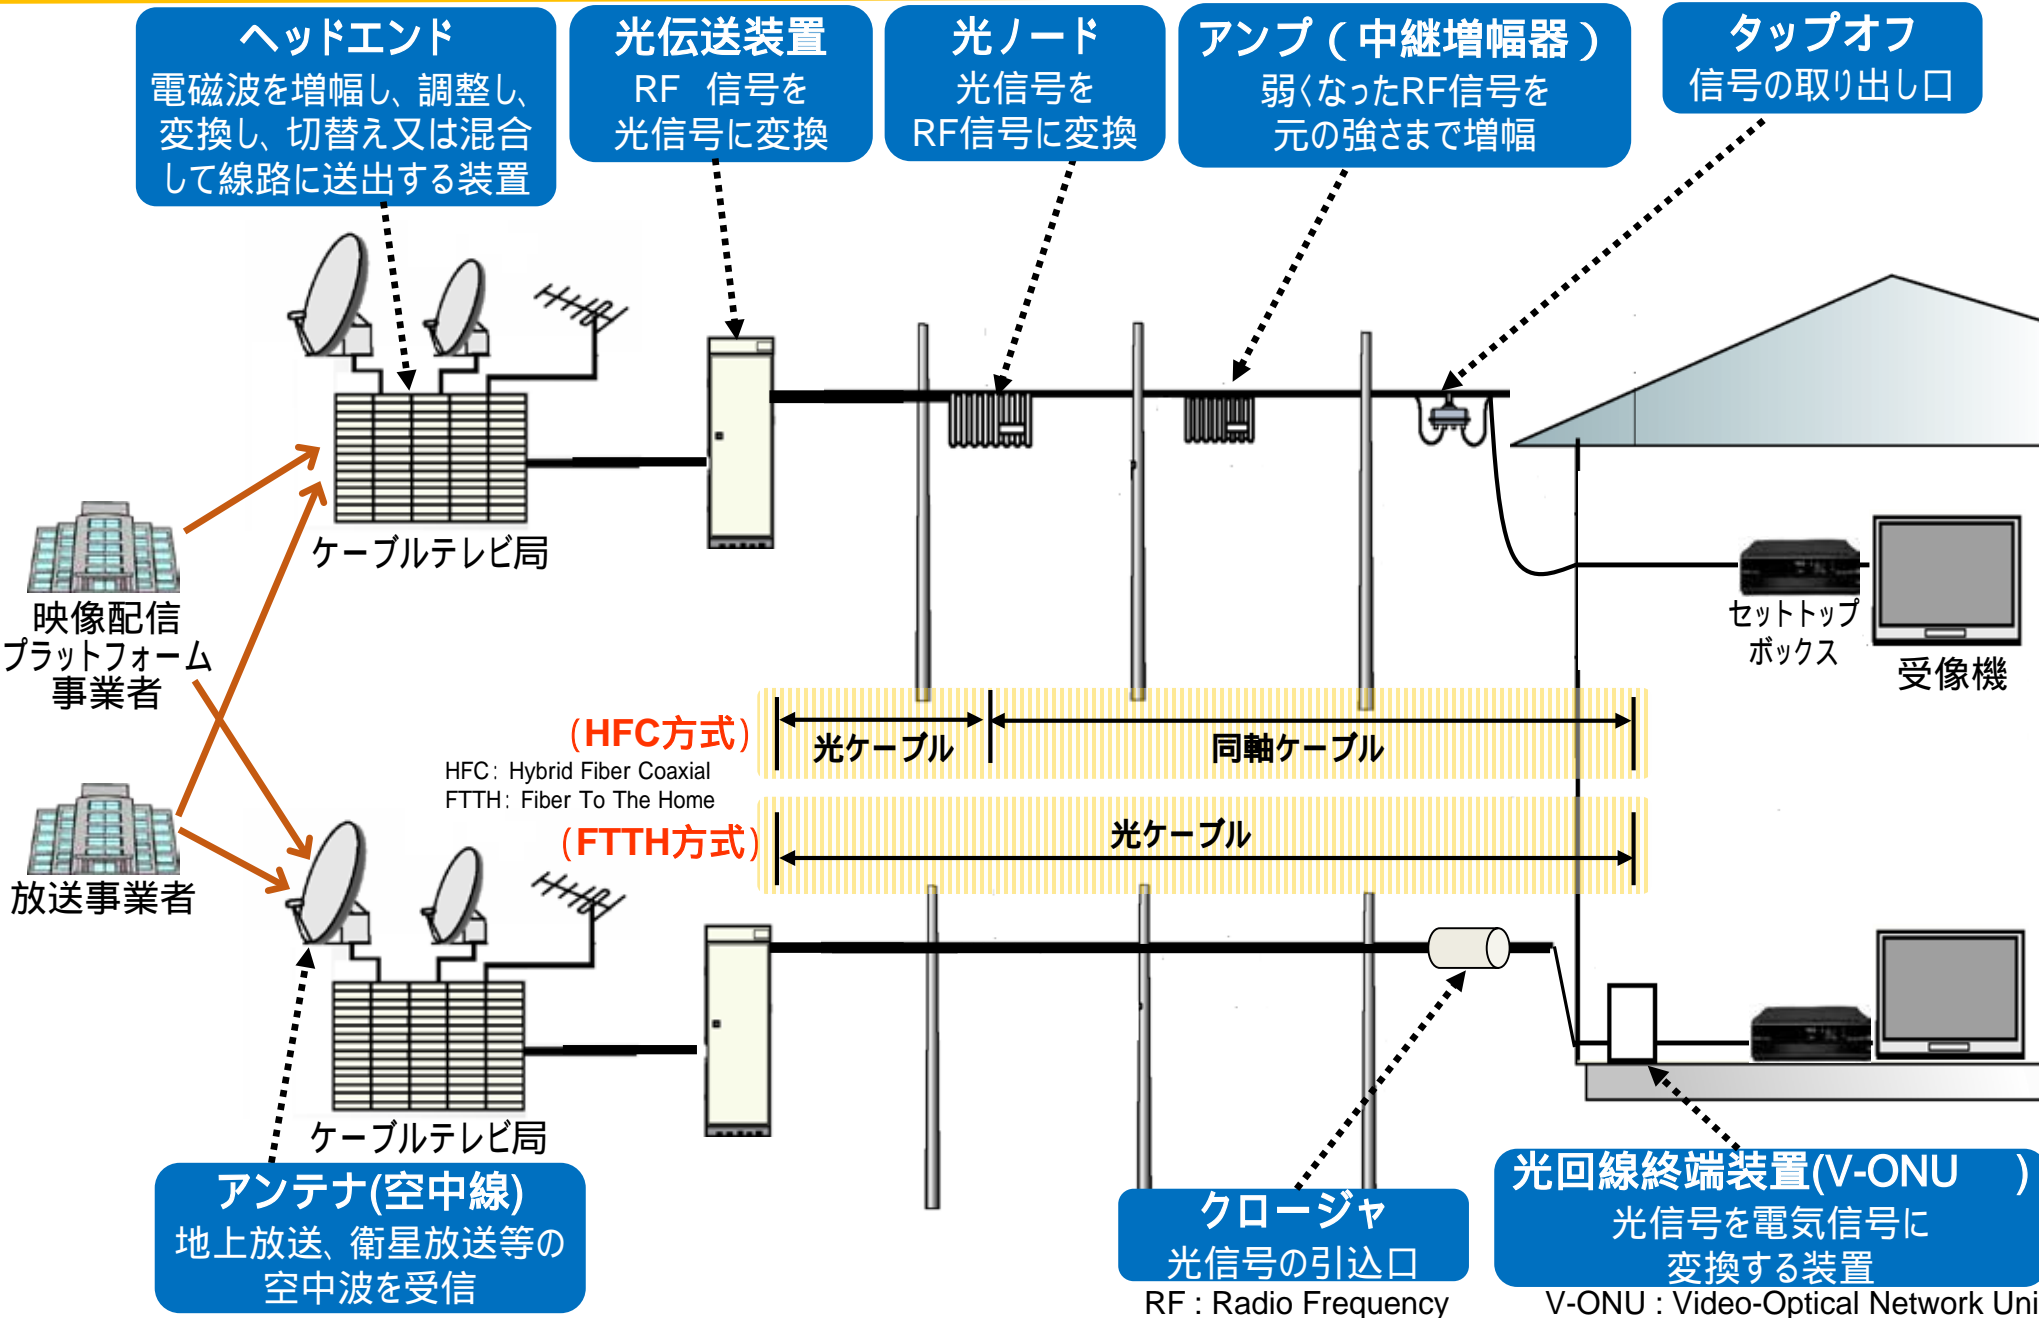 ヘッドエンド
電磁波を増幅し、調整し、
変換し、切替え又は混合
して線路に送出する装置
光伝送装置
RF 信号を
光信号に変換
光ノード
光信号を
RF信号に変換
アンプ（中継増幅器）
弱くなったRF信号を
元の強さまで増幅
タップオフ
信号の取り出し口
ケーブルテレビ局
映像配信
プラットフォーム
事業者
セットトップ
ボックス
受像機
(HFC方式)
光ケーブル
同軸ケーブル
HFC: Hybrid Fiber Coaxial
FTTH: Fiber To The Home
(FTTH方式)
光ケーブル
放送事業者
ケーブルテレビ局
アンテナ(空中線)
地上放送、衛星放送等の
空中波を受信
クロージャ
光信号の引込口
光回線終端装置(V-ONU )
光信号を電気信号に
変換する装置
RF : Radio Frequency
V-ONU : Video-Optical Network Uni